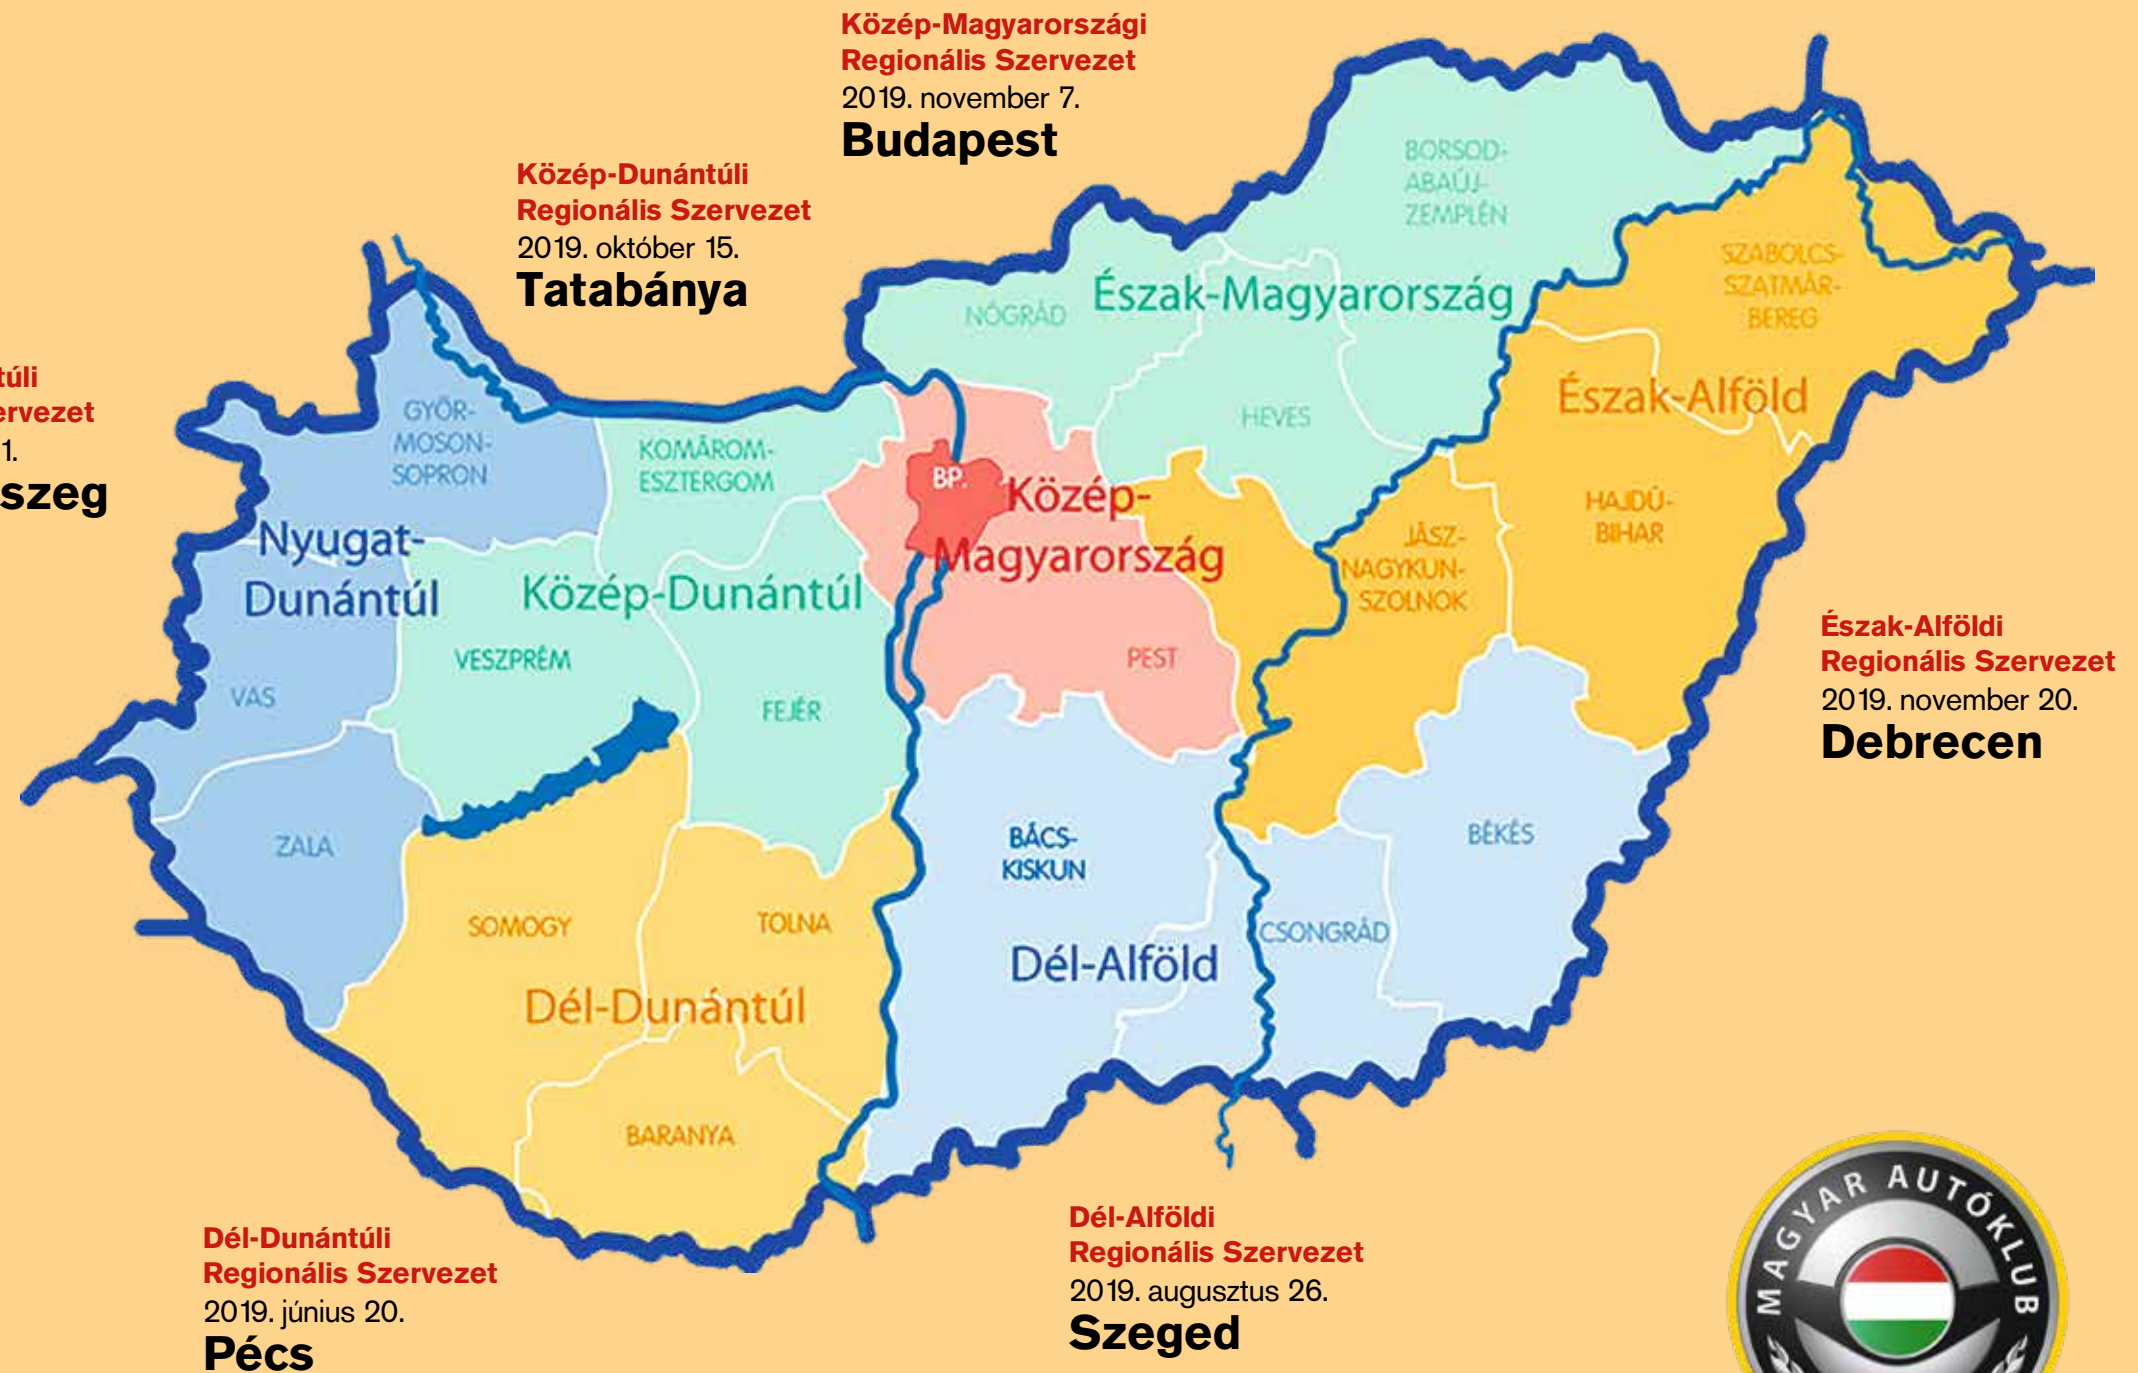 Közép-Magyarországi
Regionális Szervezet
2019. november 7.
Budapest
Közép-Dunántúli
Regionális Szervezet
2019. október 15.
Tatabánya
túli
ervezet
1.
szeg
BORSOD-
ABAÚJ-
ZEMPLÉN
SZABOLCS-
SZATMÁR-
BEREG
NÓGRÁD
Észak-Magyarország
HEVES
Észak-Alföld
GYŐR-
MOSON-
SOPRON
KOMÁROM-
ESZTERGOM
BP.
Közép-
Magyarország
HAJDÚ-
BIHAR
JÁSZ-
NAGYKUN-
SZOLNOK
Nyugat-
Dunántúl
Közép-Dunántúl
VESZPRÉM
PEST
VAS
FEJÉR
Észak-Alföldi
Regionális Szervezet
2019. november 20.
Debrecen
ZALA
BÁCS-
KISKUN
BÉKÉS
SOMOGY
TOLNA
CSONGRÁD
Dél-Alföld
Dél-Dunántúl
BARANYA
Dél-Dunántúli
Regionális Szervezet
2019. június 20.
Pécs
Dél-Alföldi
Regionális Szervezet
2019. augusztus 26.
Szeged
MAGYAR AUTÓKLUB